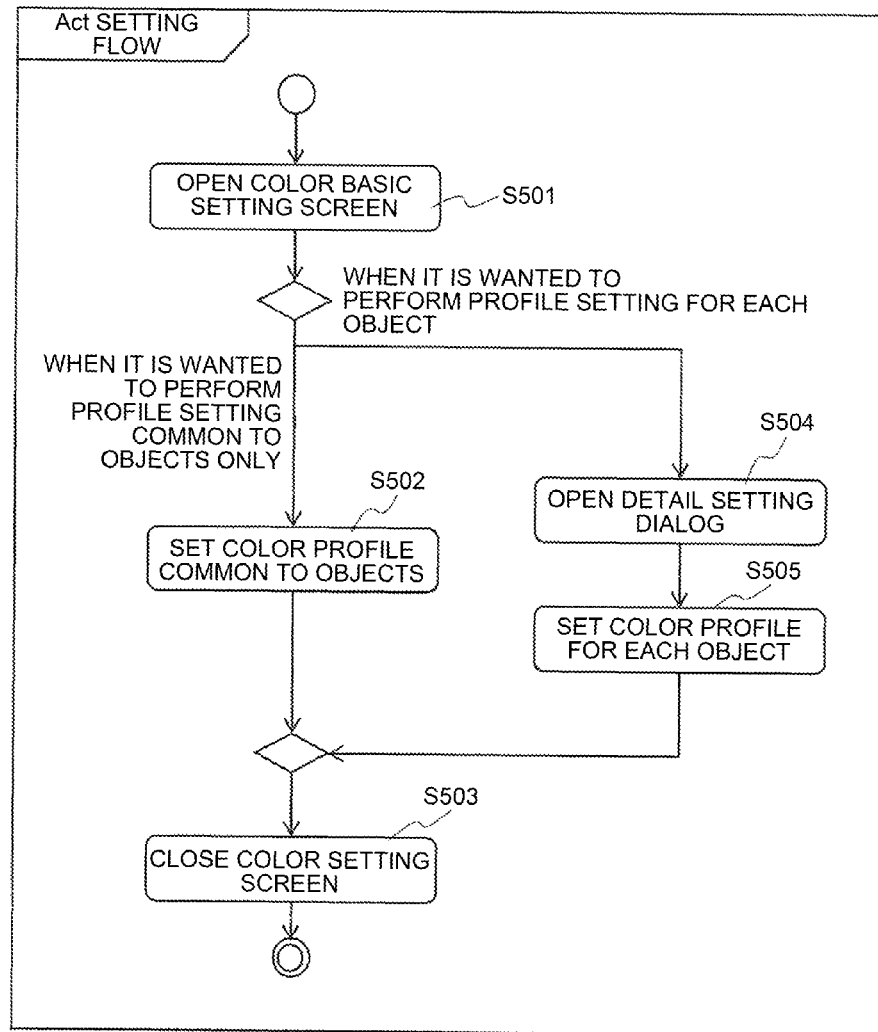 Act SETTING
FLOW
OPEN COLOR BASIC
SETTING SCREEN
S501
WHEN IT IS WANTED TO
PERFORM PROFILE SETTING FOR EACH
OBJECT
WHEN IT IS WANTED
TO PERFORM
PROFILE SETTING
COMMON TO
OBJECTS ONLY
S504
OPEN DETAIL SETTING
DIALOG
S502
SET COLOR PROFILE
COMMON TO OBJECTS
S505
SET COLOR PROFILE
FOR EACH OBJECT
S503
CLOSE COLOR SETTING
SCREEN